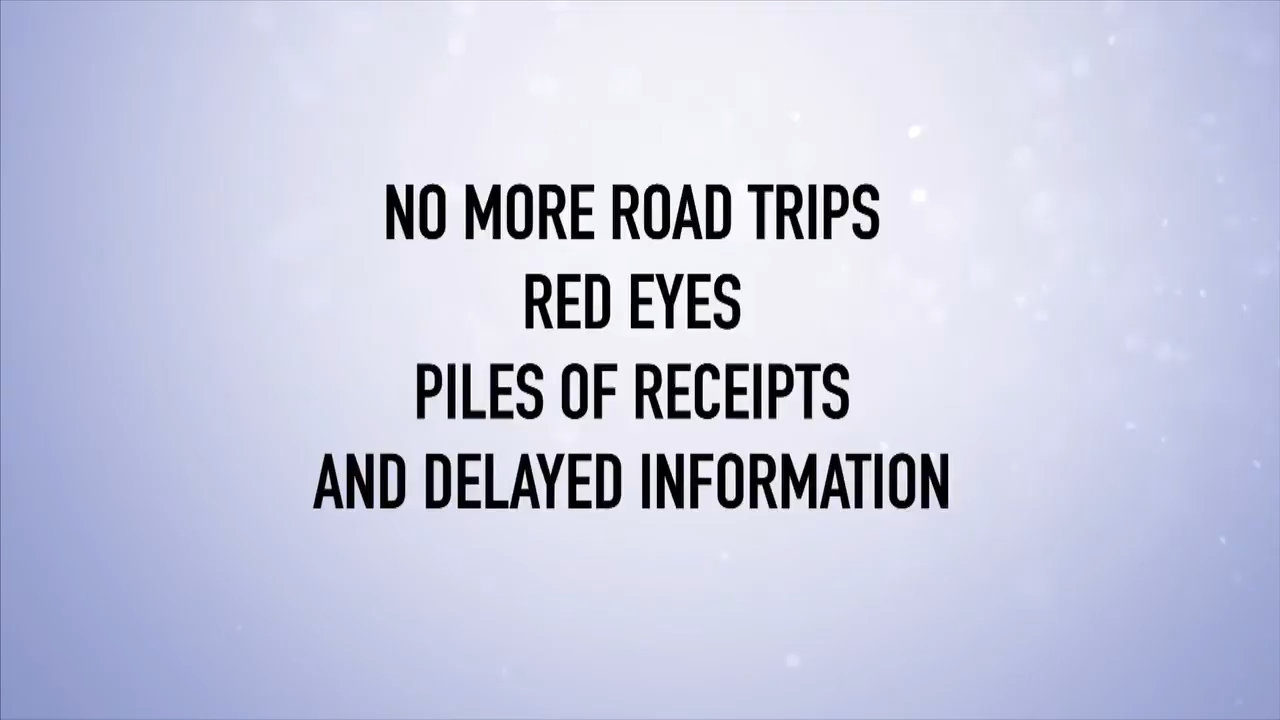 NO MORE ROAD TRIPS
RED EYES
PILES OF RECEIPTS
AND DELAYED INFORMATION